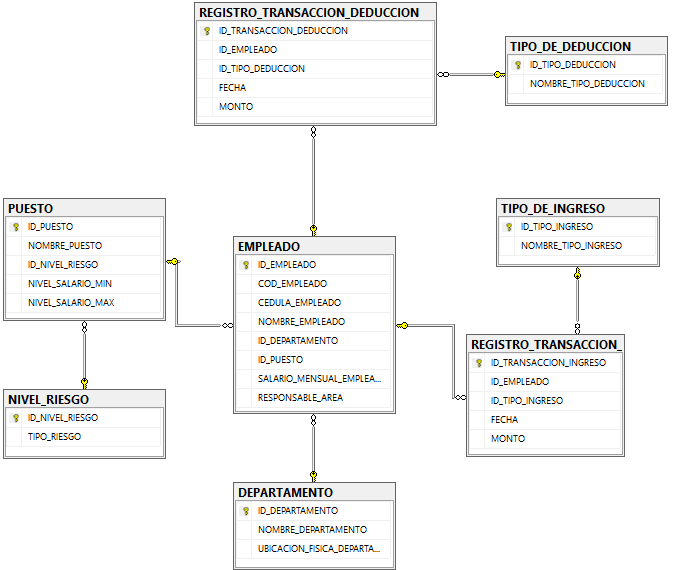 REGISTRO_TRANSACCION_DEDUCCION
ID_TRANSACCION_DEDUCCION
ID_EMPLEADO
ID_TIPO_DEDUCCION
FECHA
MONTO
TIPO_DE_DEDUCCION
ID_TIPO_DEDUCCION
NOMBRE_TIPO_DEDUCCION
PUESTO
ID_PUESTO
NOMBRE_PUESTO
ID_NIVEL_RIESGO
NIVEL_SALARIO_MIN
NIVEL_SALARIO_MAX
EMPLEADO
ID_EMPLEADO
COD_EMPLEADO
CEDULA_EMPLEADO
NOMBRE_EMPLEADO
ID_DEPARTAMENTO
ID_PUESTO
SALARIO_MENSUAL_EMPLEA...
RESPONSABLE_AREA
TIPO_DE_INGRESO
ID_TIPO_INGRESO
NOMBRE_TIPO_INGRESO
REGISTRO_TRANSACCION_
ID_TRANSACCION_INGRESO
ID_EMPLEADO
ID_TIPO_INGRESO
FECHA
MONTO
NIVEL_RIESGO
ID_NIVEL_RIESGO
TIPO_RIESGO
DEPARTAMENTO
ID_DEPARTAMENTO
NOMBRE_DEPARTAMENTO
UBICACION_FISICA_DEPARTA...